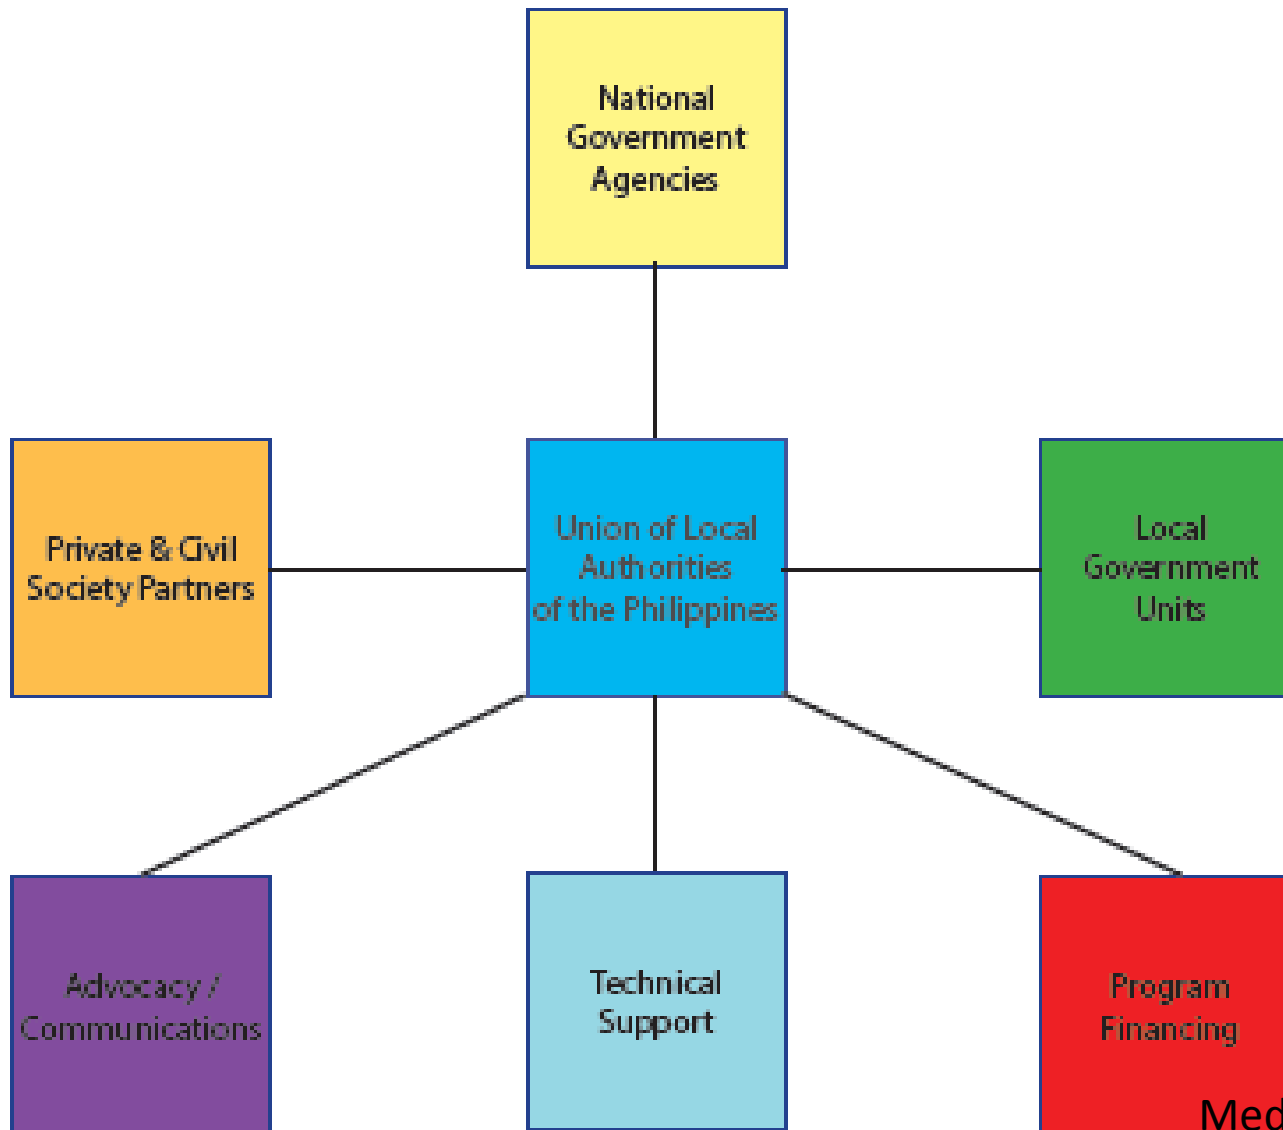 National
Government
Agencies
Private & Civil
Society Partners
Union of Local
Authorities
of the Philippines
Local
Government
Units
Advocacy /
Communications
Technical
Support
Program
Financing
Med